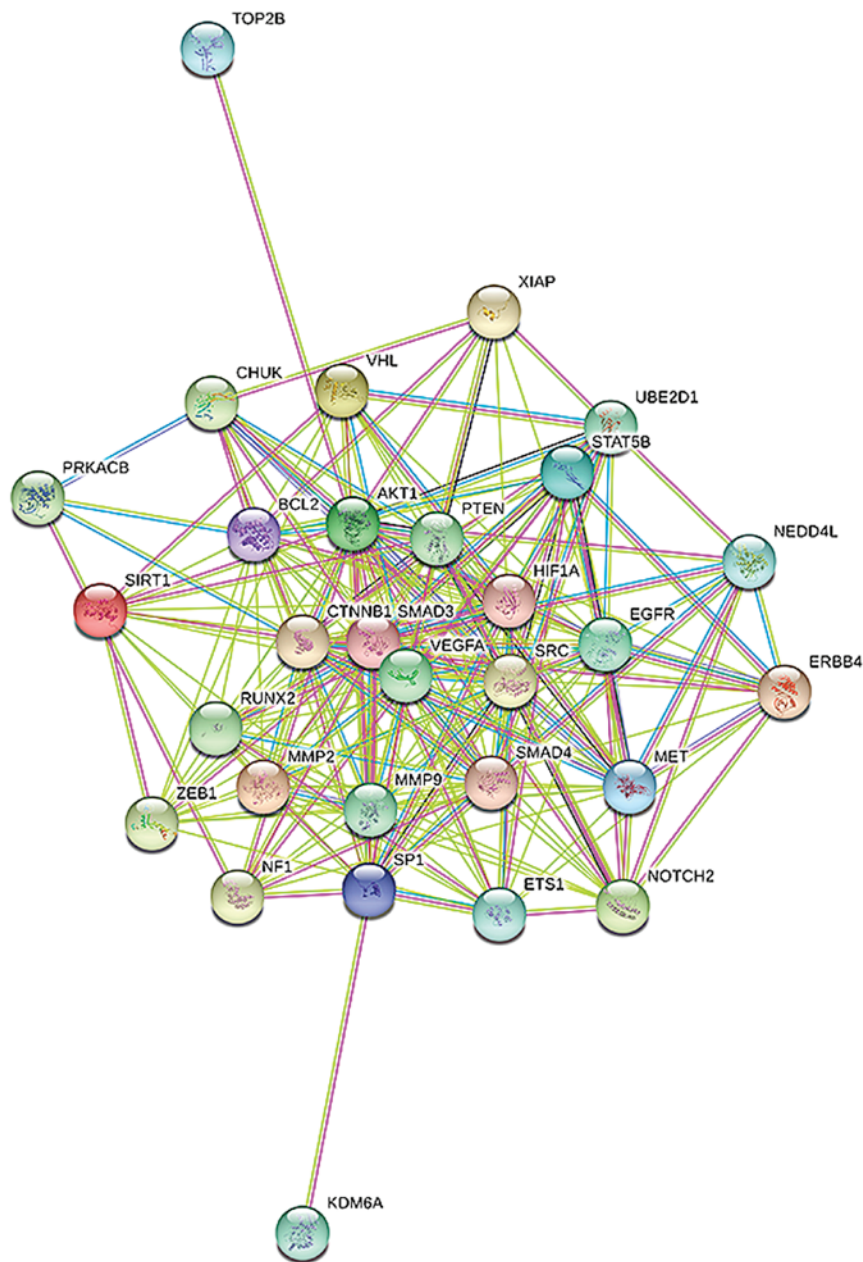 TOP2B
XIAP
VHL
CHUK
UBE2D1
STAT5B
PRKACB
BCL2
AKT1
PTEN
NEDD4L
HIF1A
SIRT1
CTNNB1
SMAD3
EGFR
VEGFA
SRC
ERBB4
RUNX2
MMP2
SMAD4
MET
ZEB1
MMP9
NF1
SP1
ETS1
NOTCH2
KDM6A